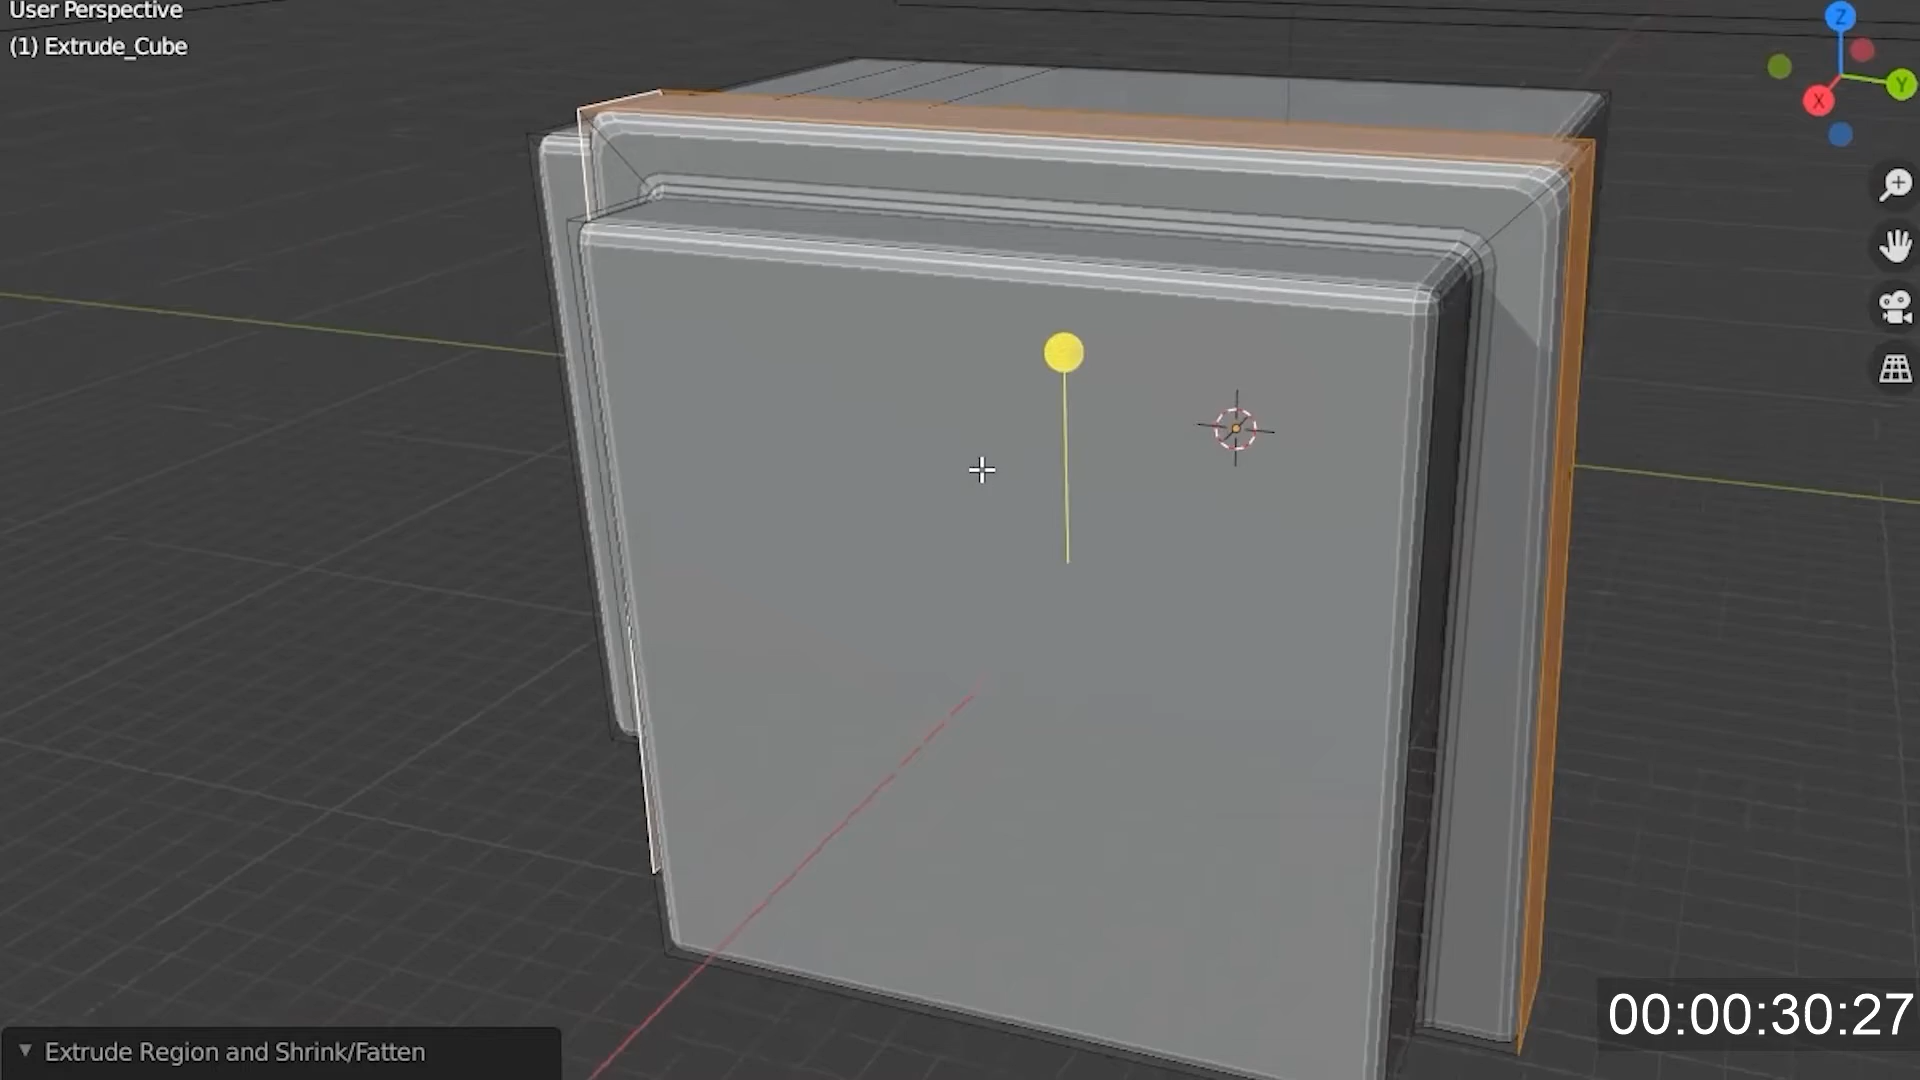 User Perspective
(1) Extrude_Cube
Z
Y
X
Extrude Region and Shrink/Fatten
00:00:30:27